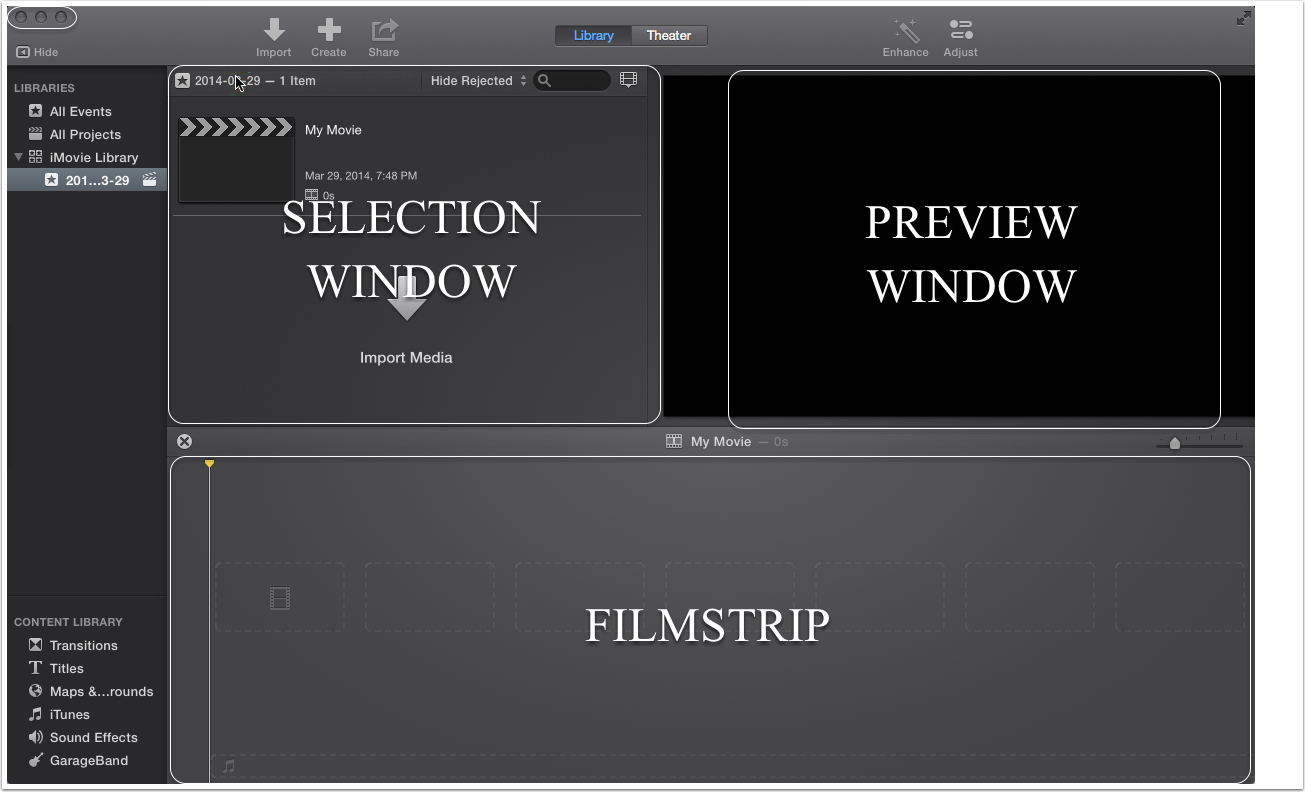 Hide
Import
Create
Share
Library
Theater
Enhance
Adjust
LIBRARIES
All Events
All Projects
iMovie Library
201...3-29
2014-0 -29 — 1 Item
Hide Rejected
My Movie
Mar 29, 2014, 7:48 PM
0s
SELECTION
WINDOW
Import Media
PREVIEW
WINDOW
My Movie — 0s
FILMSTRIP
CONTENT LIBRARY
Transitions
Titles
Maps &...rounds
iTunes
Sound Effects
GarageBand